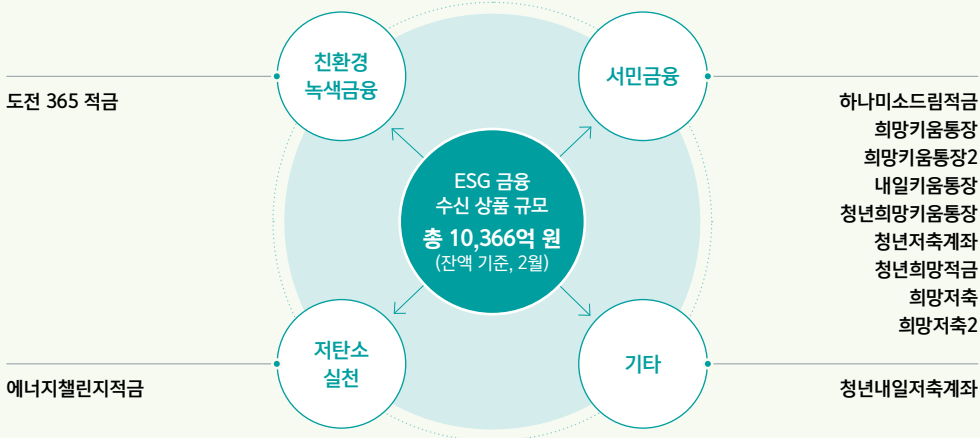 친환경
녹색금융
도전 365 적금
서민금융
하나미소드림적금
희망키움통장
희망키움통장2
내일키움통장
청년희망키움통장
청년저축계좌
청년희망적금
희망저축
희망저축2
ESG 금융
수신 상품 규모
총 10,366억 원
(잔액 기준, 2월)
저탄소
실천
에너지챌린지적금
기타
청년내일저축계좌